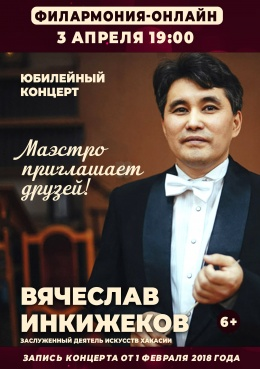 ФИЛАРМОНИЯ-ОНЛАЙН
3 АПРЕЛЯ 19:00
ЮБИЛЕЙНЫЙ
КОНЦЕРТ
Маэстро
приглашает
друзей!
ВЯЧЕСЛАВ
ИНКИЖЕКОВ
6+
ЗАСЛУЖЕННЫЙ ДЕЯТЕЛЬ ИСКУССТВ ХАКАСИИ
ЗАПИСЬ КОНЦЕРТА ОТ 1 ФЕВРАЛЯ 2018 ГОДА